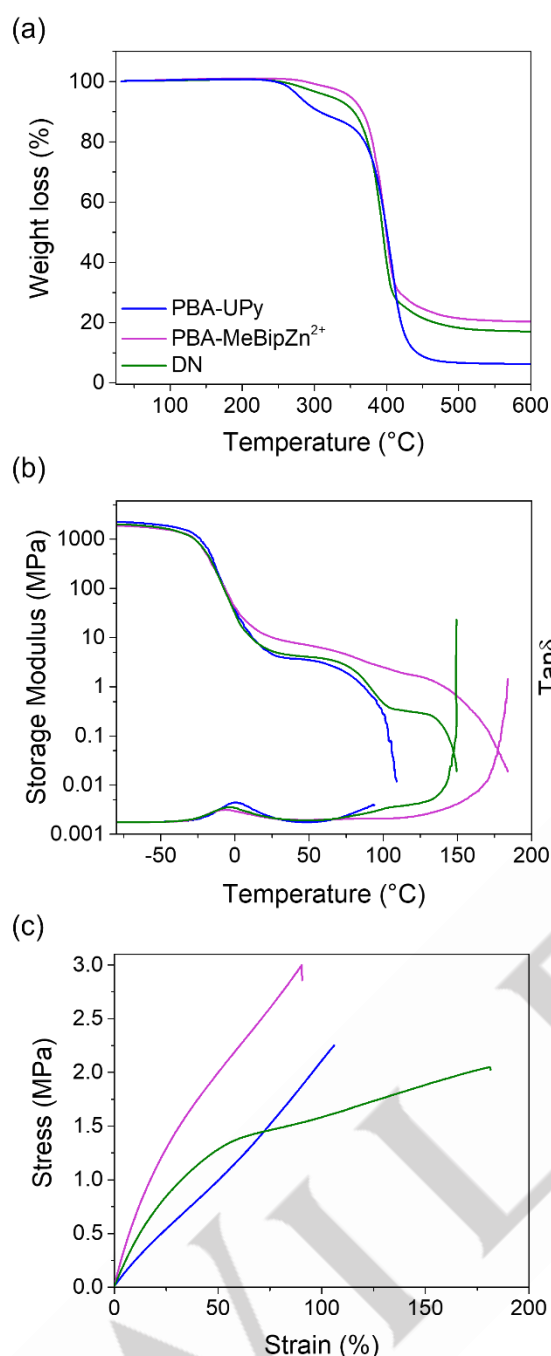 (a)
Weight loss (%)
100
80
60
40
20
0
PBA-UPy
PBA-MeBipZn²⁺
DN
100 200 300 400 500 600
Temperature (°C)
(b)
Storage Modulus (MPa)
1000
100
10
1
0.1
0.01
0.001
Tanδ
-50 0 50 100 150 200
Temperature (°C)
(c)
Stress (MPa)
3.0
2.5
2.0
1.5
1.0
0.5
0.0
0 50 100 150 200
Strain (%)